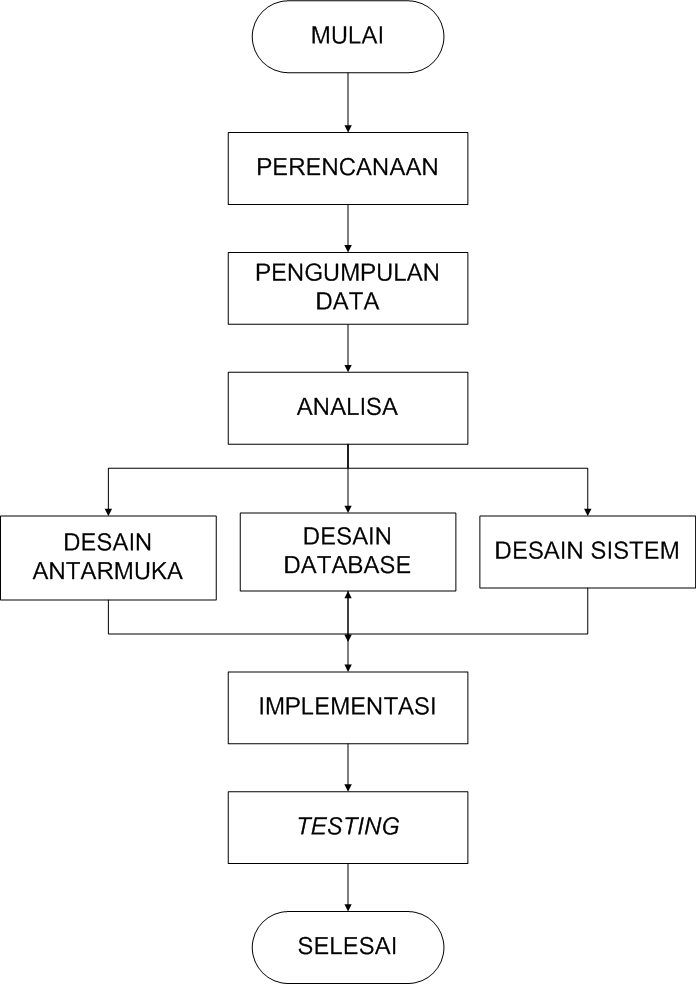 MULAI
PERENCANAAN
PENGUMPULAN
DATA
ANALISA
DESAIN
ANTARMUKA
DESAIN
DATABASE
DESAIN SISTEM
IMPLEMENTASI
TESTING
SELESAI